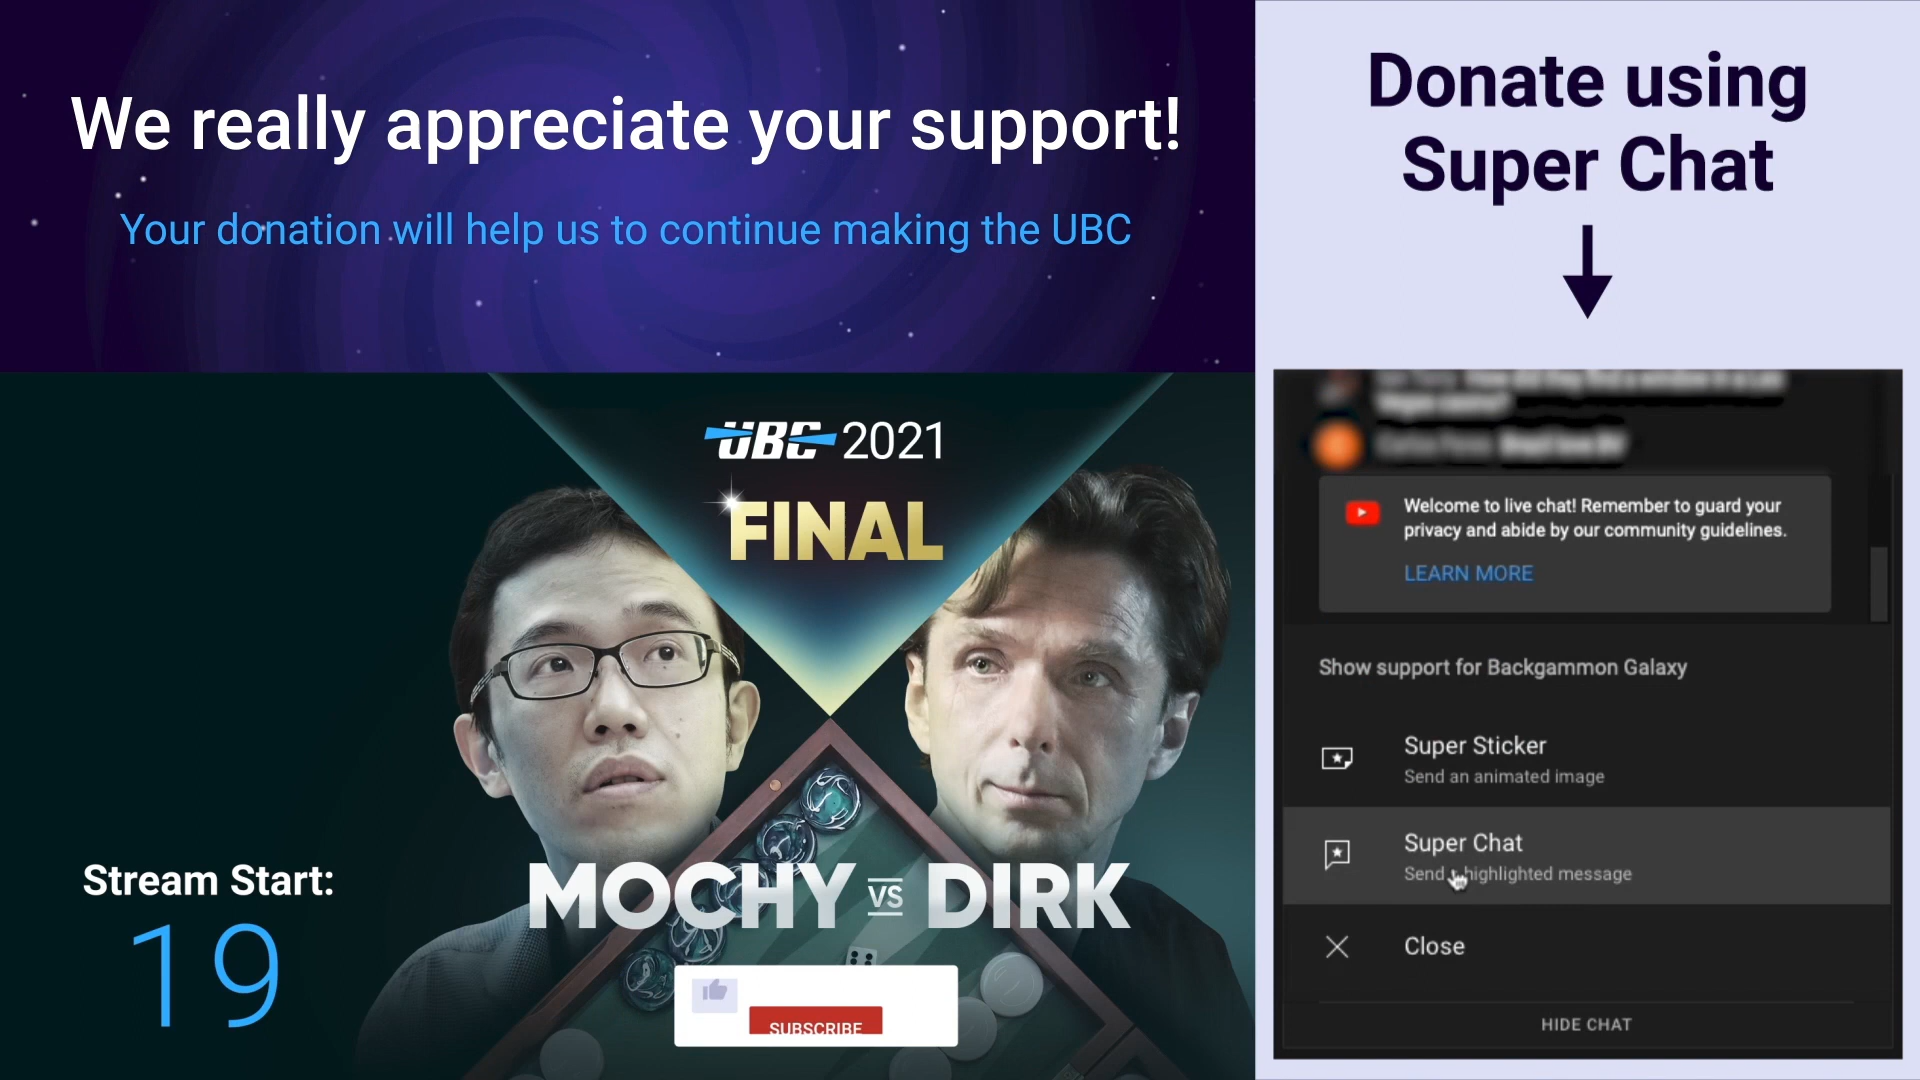 We really appreciate your support!
Your donation will help us to continue making the UBC
UBC 2021
FINAL
MOCHY VS DIRK
Stream Start:
19
SUBSCRIBE
Donate using
Super Chat
Welcome to live chat! Remember to guard your
privacy and abide by our community guidelines.
LEARN MORE
Show support for Backgammon Galaxy
Super Sticker
Send an animated image
Super Chat
Send highlighted message
Close
HIDE CHAT